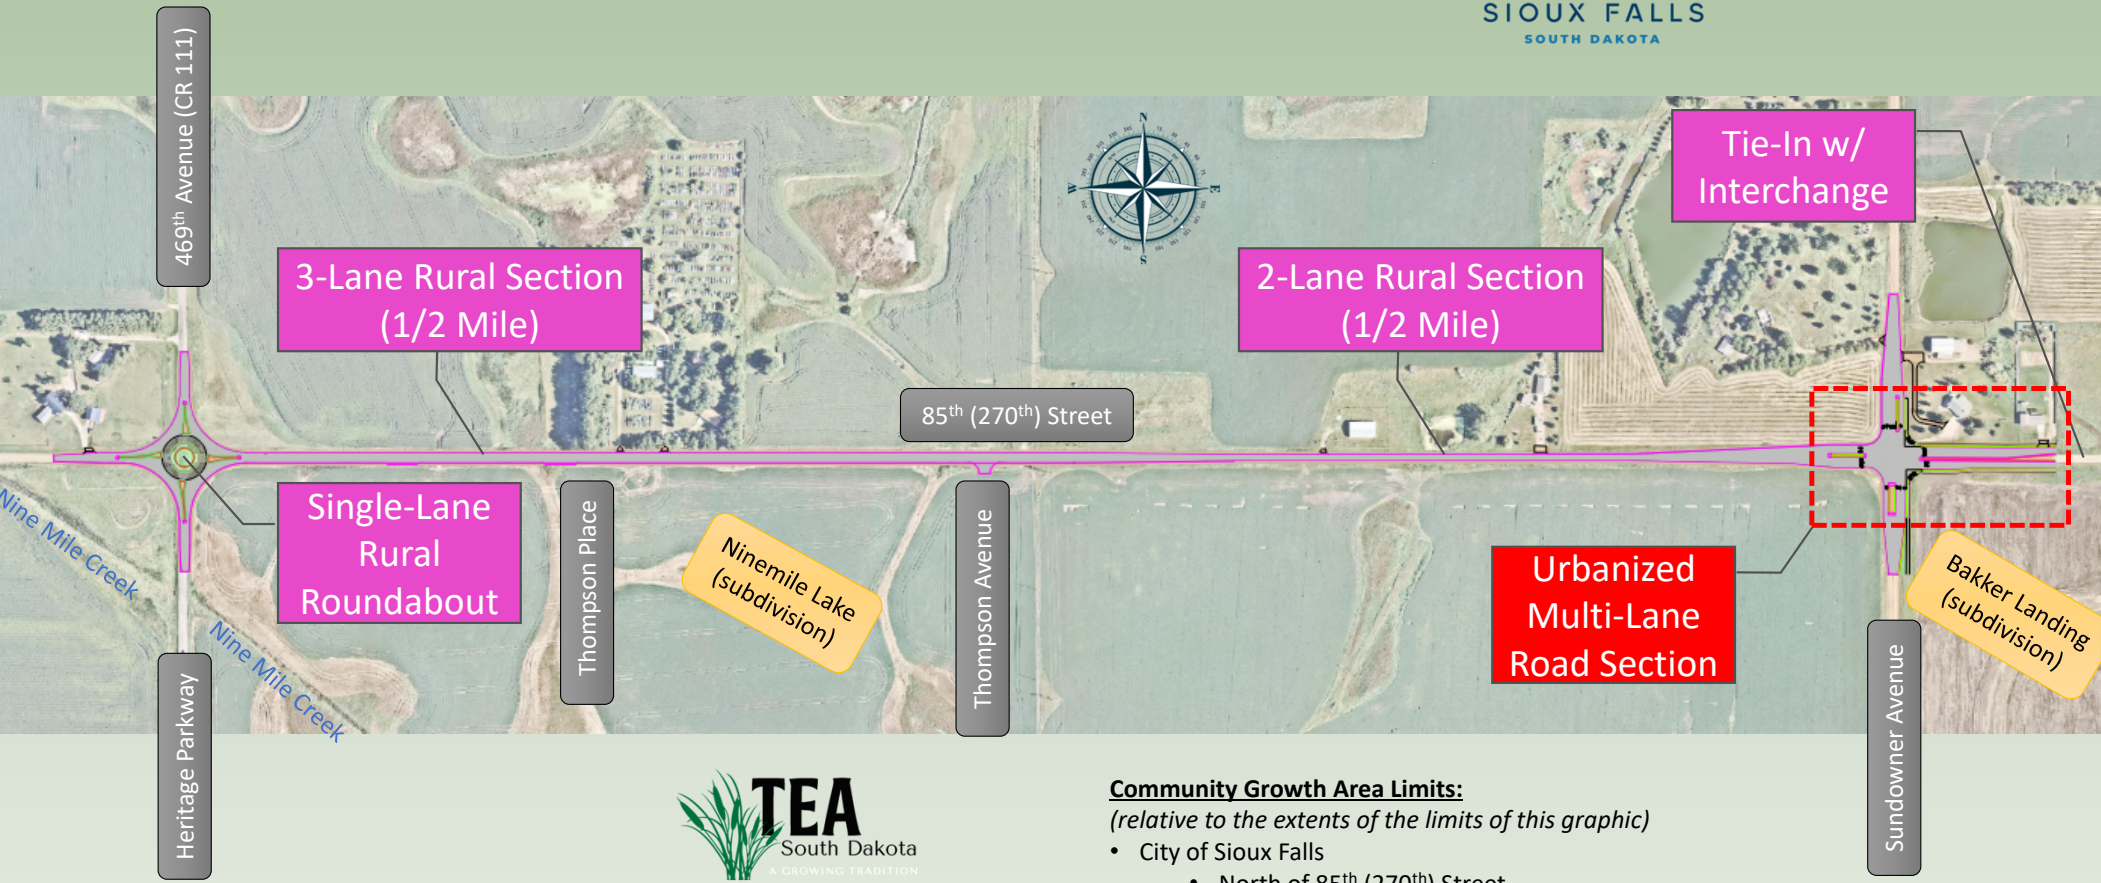 SIOUX FALLS
SOUTH DAKOTA
469th Avenue (CR 111)
N
E
S
W
Tie-In w/
Interchange
3-Lane Rural Section
(1/2 Mile)
2-Lane Rural Section
(1/2 Mile)
85th (270th) Street
Single-Lane
Rural
Roundabout
Nine Mile Creek
Nine Mile Creek
Thompson Place
Ninemile Lake
(subdivision)
Thompson Avenue
Urbanized
Multi-Lane
Road Section
Bakker Landing
(subdivision)
Heritage Parkway
Sundowner Avenue
TEA
South Dakota
A GROWING TRADITION
Community Growth Area Limits:
(relative to the extents of the limits of this graphic)
• City of Sioux Falls
• North of 85th (270th) Street